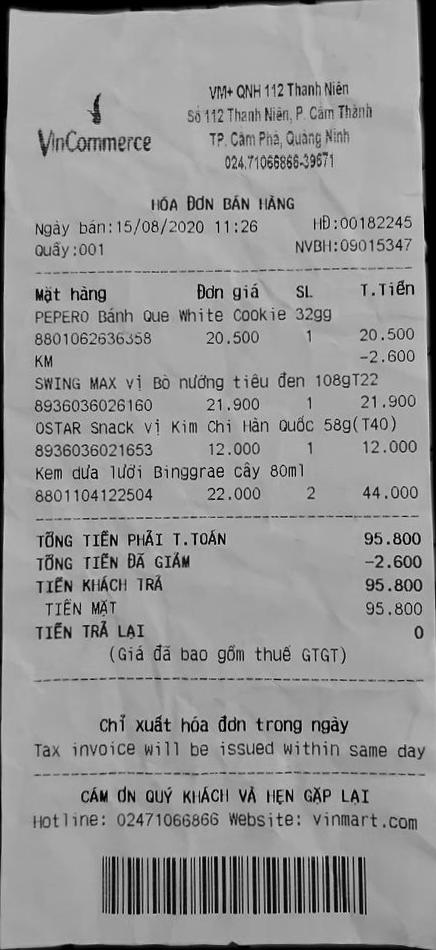 VinCommerce
VM+ QNH 112 Thanh Niên
Số 112 Thanh Niên, P. Cẩm Thành
TP. Cẩm Phả, Quảng Ninh
024.71066866-39671
HÓA ĐƠN BÁN HÀNG
Ngày bán:15/08/2020 11:26 HĐ:00182245
Quầy:001 NVBH:09015347
Mặt hàng Đơn giá SL T.Tiền
PEPERO Bánh Que White Cookie 32gg
8801062636358 20.500 1 20.500
KM -2.600
SWING MAX vị Bò nướng tiêu đen 108gT22
8936036026160 21.900 1 21.900
OSTAR Snack vị Kim Chi Hàn Quốc 58g(T40)
8936036021653 12.000 1 12.000
Kem dưa lưới Binggrae cây 80ml
8801104122504 22.000 2 44.000
TỔNG TIỀN PHẢI T.TOÁN 95.800
TỔNG TIỀN ĐÃ GIẢM -2.600
TIỀN KHÁCH TRẢ 95.800
TIỀN MẶT 95.800
TIỀN TRẢ LẠI 0
(Giá đã bao gồm thuế GTGT)
Chỉ xuất hóa đơn trong ngày
Tax invoice will be issued within same day
CẢM ƠN QUÝ KHÁCH VÀ HẸN GẶP LẠI
Hotline: 02471066866 Website: vinmart.com